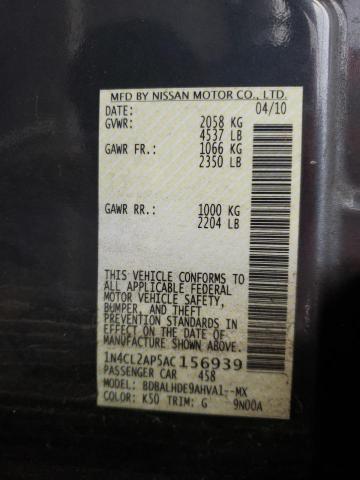 MFD BY NISSAN MOTOR CO., LTD.
DATE: 04/10
GVWR: 2058 KG
4537 LB
GAWR FR.: 1066 KG
2350 LB
GAWR RR.: 1000 KG
2204 LB
THIS VEHICLE CONFORMS TO
ALL APPLICABLE FEDERAL
MOTOR VEHICLE SAFETY,
BUMPER, AND THEFT
PREVENTION STANDARDS IN
EFFECT ON THE DATE OF
MANUFACTURE SHOWN ABOVE.
1N4CL2AP5AC156939
PASSENGER CAR 458
MODEL: BDBALHDE9AHVA1--MX
COLOR: K50 TRIM: G 9N00A